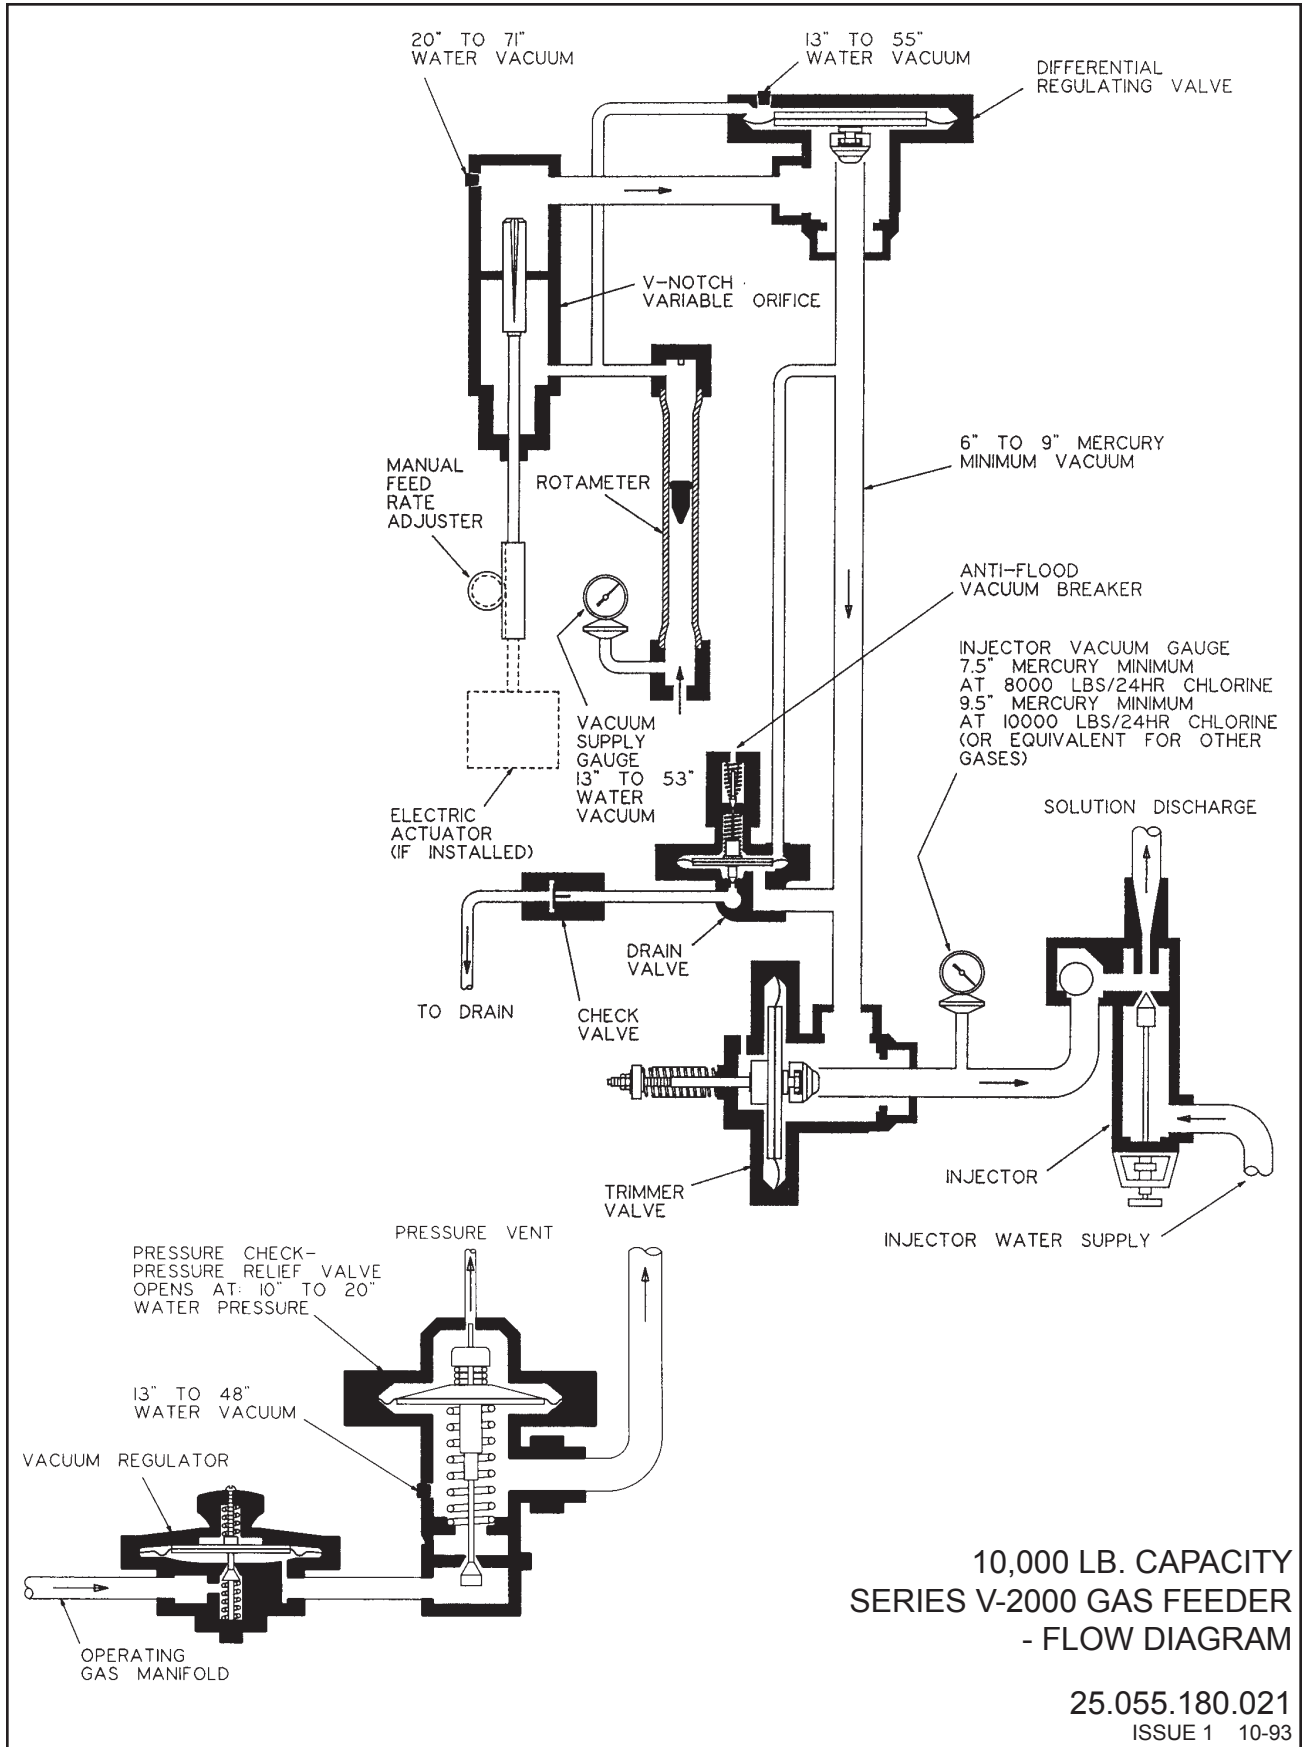 20" TO 71"
WATER VACUUM
13" TO 55"
WATER VACUUM
DIFFERENTIAL
REGULATING VALVE
V-NOTCH
VARIABLE ORIFICE
MANUAL
FEED
RATE
ADJUSTER
ROTAMETER
6" TO 9" MERCURY
MINIMUM VACUUM
ANTI-FLOOD
VACUUM BREAKER
INJECTOR VACUUM GAUGE
7.5" MERCURY MINIMUM
AT 8000 LBS/24HR CHLORINE
9.5" MERCURY MINIMUM
AT 10000 LBS/24HR CHLORINE
(OR EQUIVALENT FOR OTHER
GASES)
VACUUM
SUPPLY
GAUGE
13" TO 53"
WATER
VACUUM
ELECTRIC
ACTUATOR
(IF INSTALLED)
SOLUTION DISCHARGE
DRAIN
VALVE
TO DRAIN
CHECK
VALVE
TRIMMER
VALVE
INJECTOR
INJECTOR WATER SUPPLY
PRESSURE VENT
PRESSURE CHECK-
PRESSURE RELIEF VALVE
OPENS AT: 10" TO 20"
WATER PRESSURE
13" TO 48"
WATER VACUUM
VACUUM REGULATOR
OPERATING
GAS MANIFOLD
10,000 LB. CAPACITY
SERIES V-2000 GAS FEEDER
- FLOW DIAGRAM
25.055.180.021
ISSUE 1 10-93